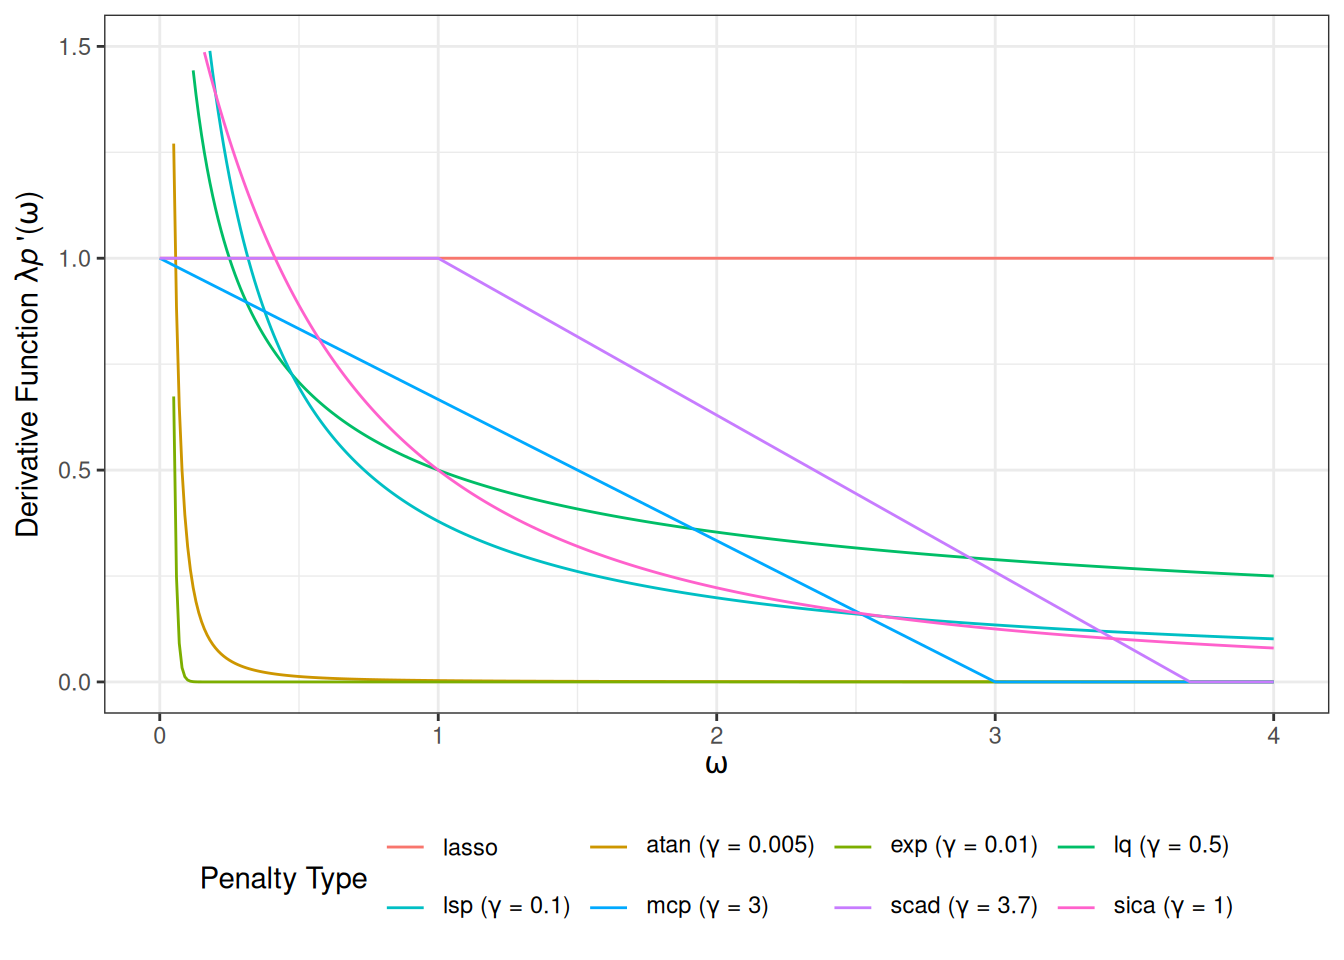 1.5
1.0
0.5
0.0
Derivative Function λp '(ω)
0 1 2 3 4
ω
Penalty Type
lasso atan (γ = 0.005) exp (γ = 0.01) lq (γ = 0.5)
lsp (γ = 0.1) mcp (γ = 3) scad (γ = 3.7) sica (γ = 1)